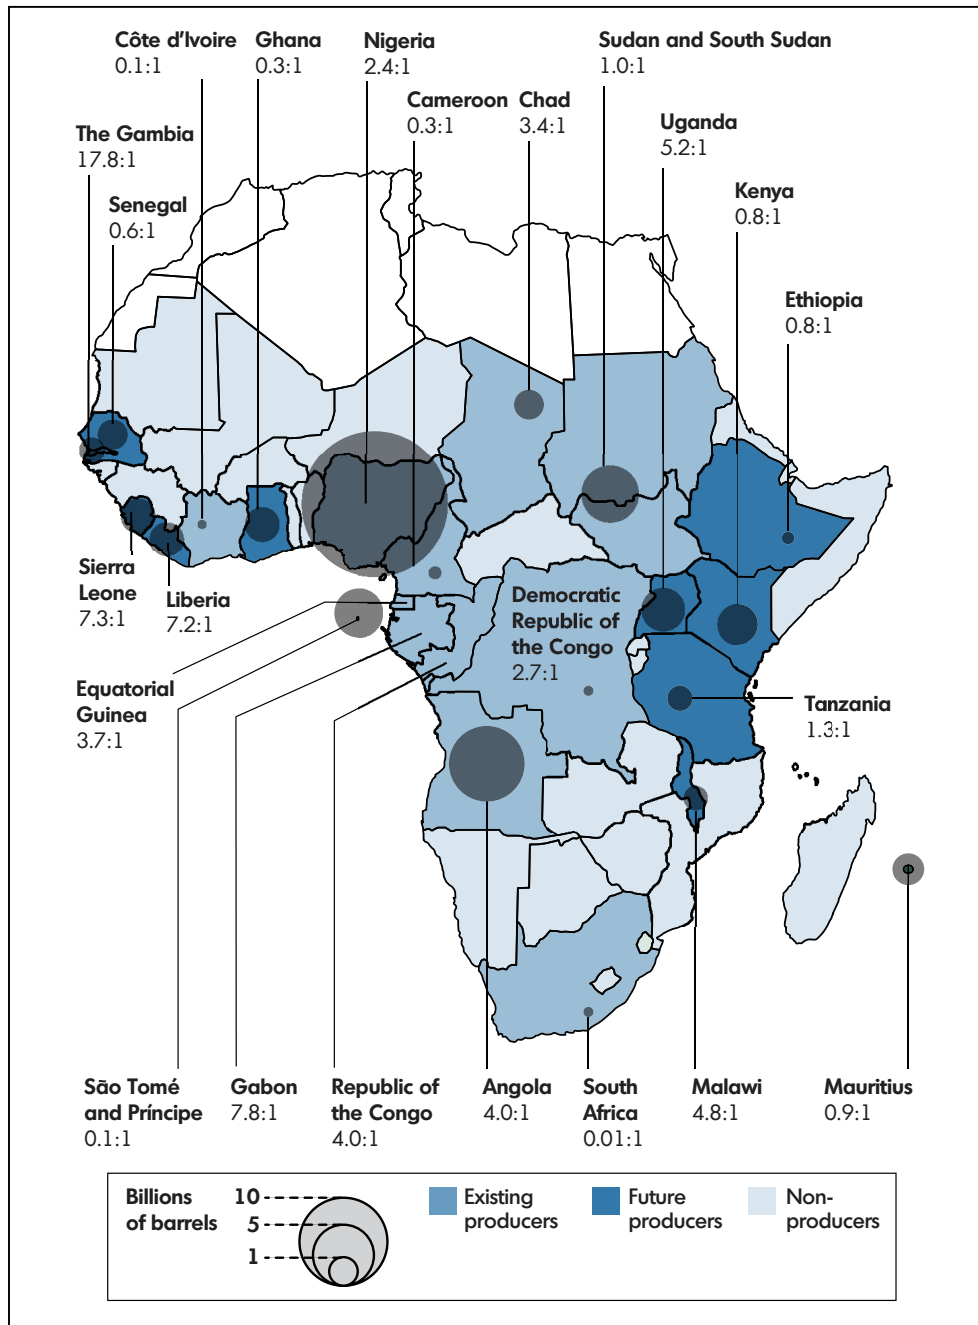 Côte d'Ivoire
0.1:1
Ghana
0.3:1
Nigeria
2.4:1
Sudan and South Sudan
1.0:1
Cameroon
0.3:1
Chad
3.4:1
Uganda
5.2:1
The Gambia
17.8:1
Senegal
0.6:1
Kenya
0.8:1
Ethiopia
0.8:1
Sierra
Leone
7.3:1
Liberia
7.2:1
Democratic
Republic of
the Congo
2.7:1
Equatorial
Guinea
3.7:1
Tanzania
1.3:1
São Tomé
and Príncipe
0.1:1
Gabon
7.8:1
Republic of
the Congo
4.0:1
Angola
4.0:1
South
Africa
0.01:1
Malawi
4.8:1
Mauritius
0.9:1
Billions
of barrels
10
5
1
Existing
producers
Future
producers
Non-
producers